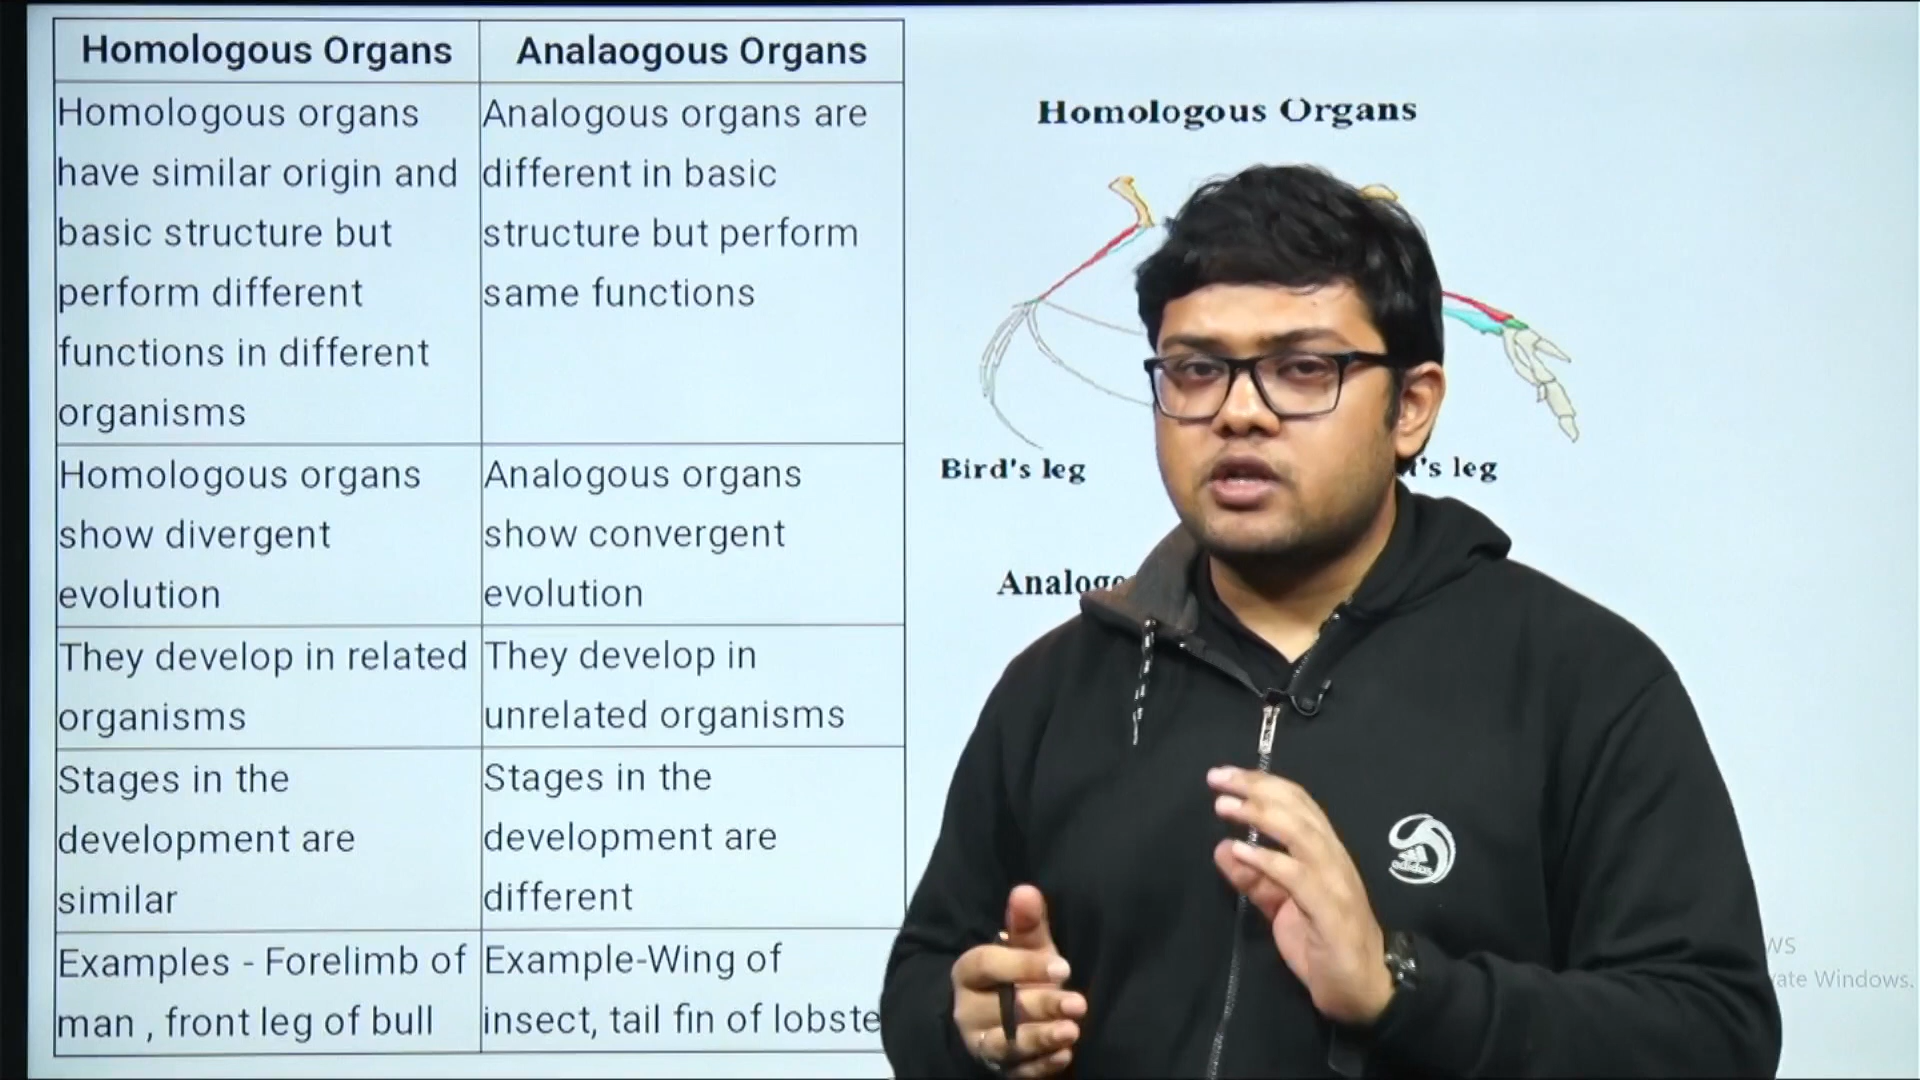 Homologous Organs
Analaogous Organs
Homologous organs
have similar origin and
basic structure but
perform different
functions in different
organisms
Analogous organs are
different in basic
structure but perform
same functions
Homologous organs
show divergent
evolution
Analogous organs
show convergent
evolution
They develop in related
organisms
They develop in
unrelated organisms
Stages in the
development are
similar
Stages in the
development are
different
Examples - Forelimb of
man , front leg of bull
Example-Wing of
insect, tail fin of
Homologous Organs
Bird's leg
leg
adidas
Windows.